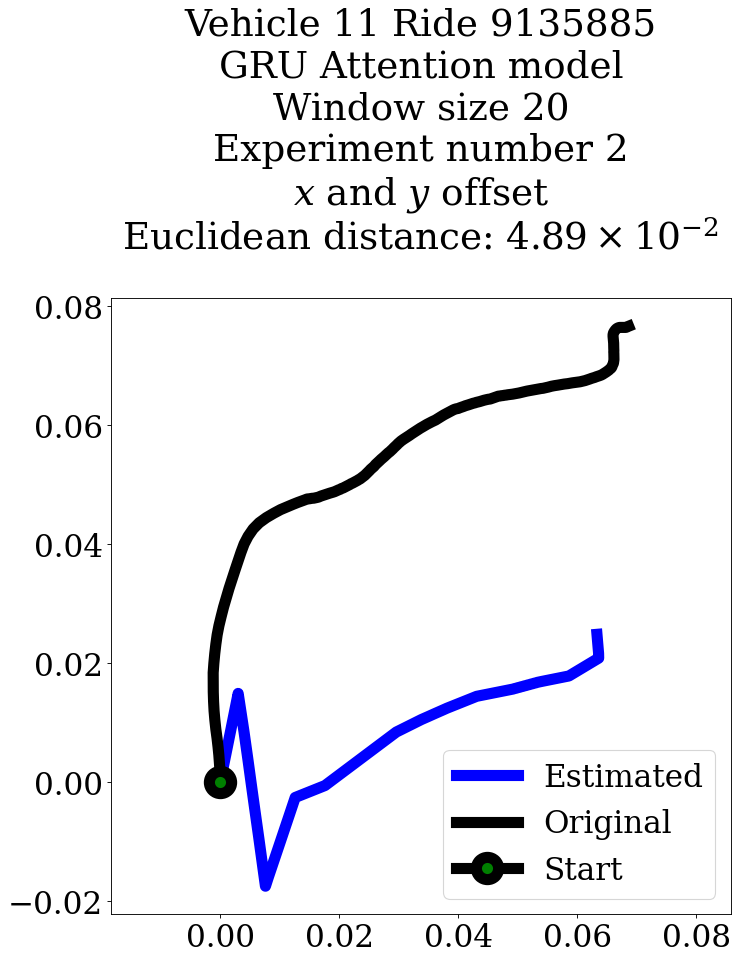 Vehicle 11 Ride 9135885
GRU Attention model
Window size 20
Experiment number 2
x and y offset
Euclidean distance: 4.89 × 10⁻²
0.08
0.06
0.04
0.02
0.00
−0.02
Estimated
Original
Start
0.00 0.02 0.04 0.06 0.08